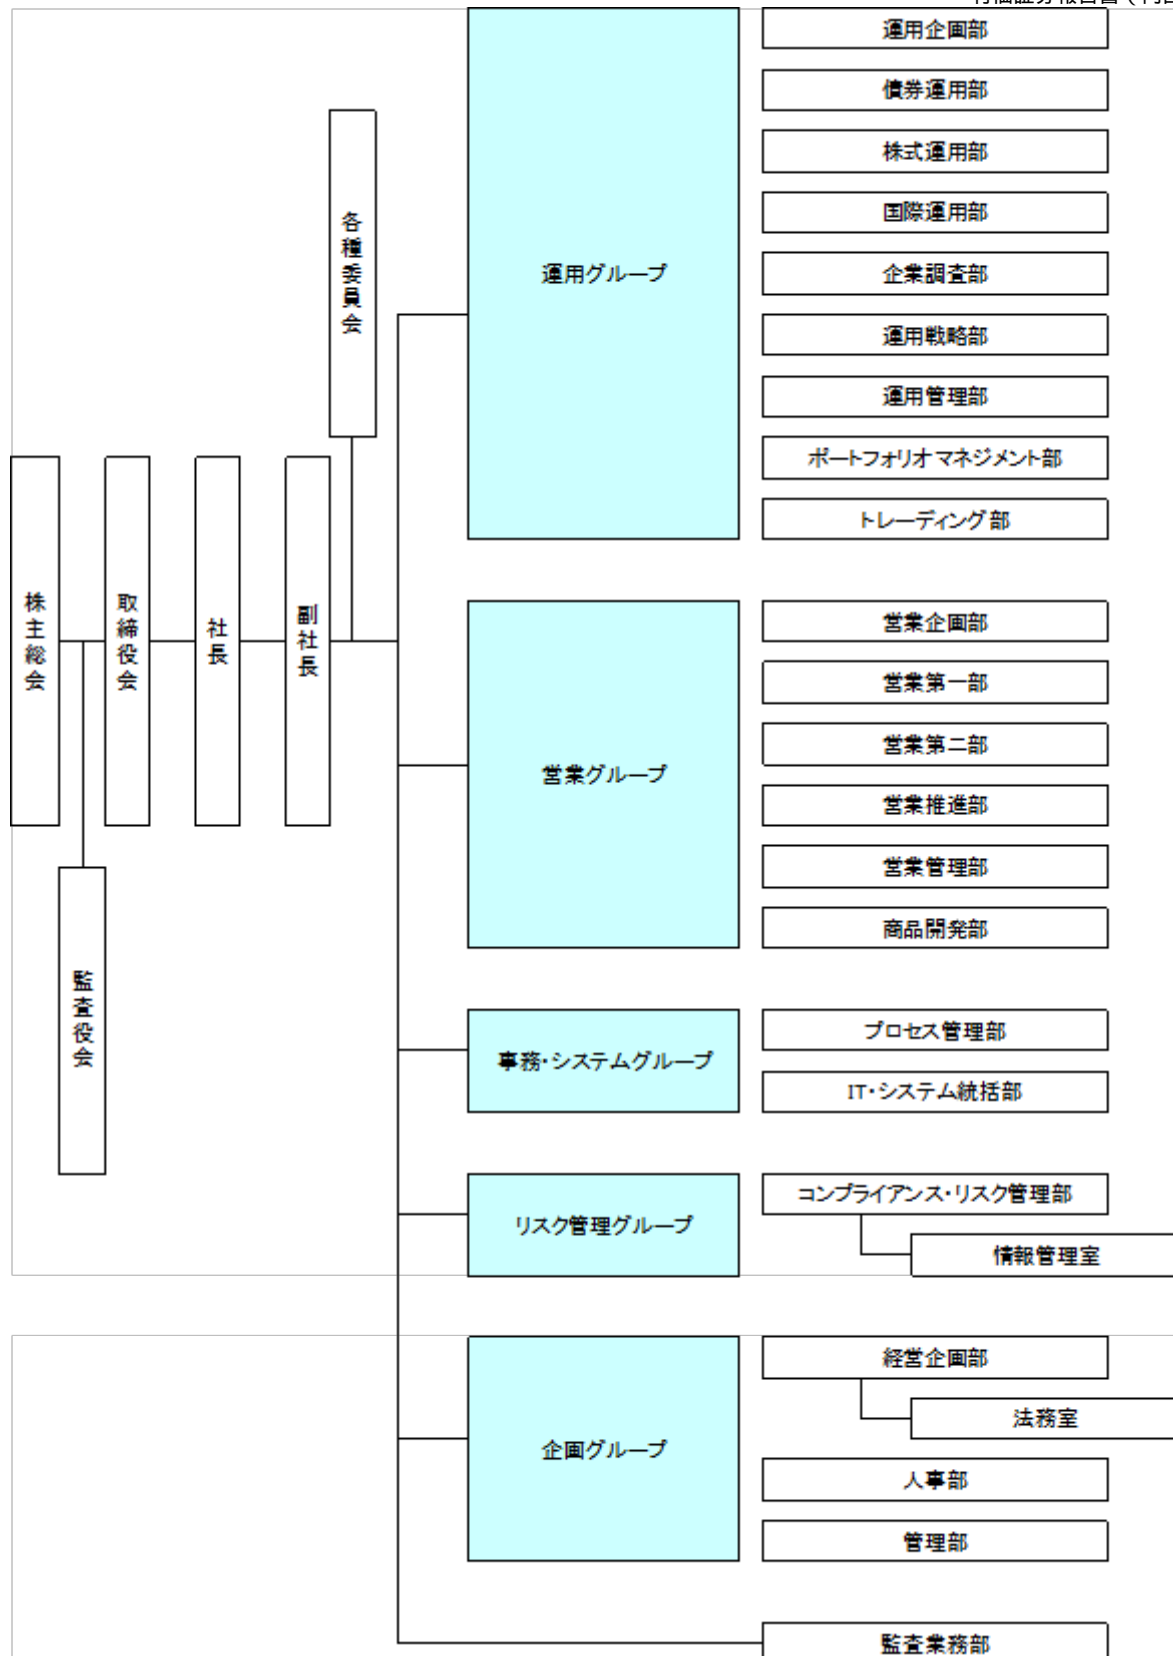 株主総会
監査役会
取締役会
社長
副社長
各種委員会
運用グループ
運用企画部
債券運用部
株式運用部
国際運用部
企業調査部
運用戦略部
運用管理部
ポートフォリオマネジメント部
トレーディング部
営業グループ
営業企画部
営業第一部
営業第二部
営業推進部
営業管理部
商品開発部
事務・システムグループ
プロセス管理部
IT・システム統括部
リスク管理グループ
コンプライアンス・リスク管理部
情報管理室
企画グループ
経営企画部
法務室
人事部
管理部
監査業務部